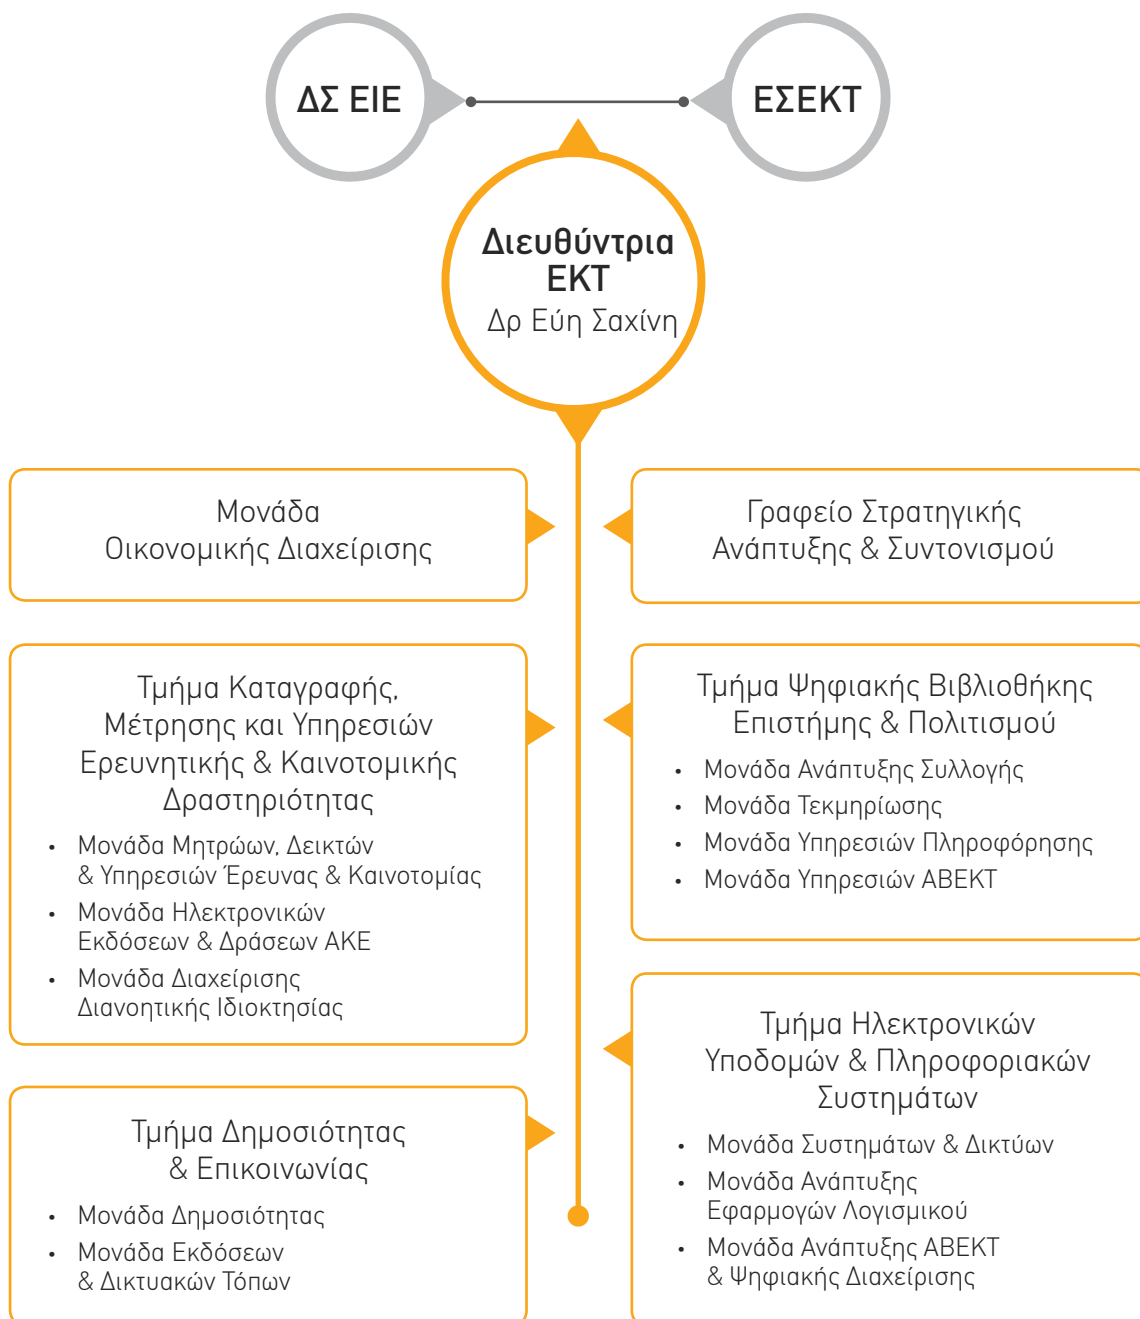 ΔΣ ΕΙΕ
ΕΣΕΚΤ
Διευθύντρια
ΕΚΤ
Δρ Εύη Σαχίνη
Μονάδα
Οικονομικής Διαχείρισης
Γραφείο Στρατηγικής
Ανάπτυξης & Συντονισμού
Τμήμα Καταγραφής,
Μέτρησης και Υπηρεσιών
Ερευνητικής & Καινοτομικής
Δραστηριότητας
• Μονάδα Μητρώων, Δεικτών
& Υπηρεσιών Έρευνας & Καινοτομίας
• Μονάδα Ηλεκτρονικών
Εκδόσεων & Δράσεων ΑΚΕ
• Μονάδα Διαχείρισης
Διανοητικής Ιδιοκτησίας
Τμήμα Ψηφιακής Βιβλιοθήκης
Επιστήμης & Πολιτισμού
• Μονάδα Ανάπτυξης Συλλογής
• Μονάδα Τεκμηρίωσης
• Μονάδα Υπηρεσιών Πληροφόρησης
• Μονάδα Υπηρεσιών ΑΒΕΚΤ
Τμήμα Δημοσιότητας
& Επικοινωνίας
• Μονάδα Δημοσιότητας
• Μονάδα Εκδόσεων
& Δικτυακών Τόπων
Τμήμα Ηλεκτρονικών
Υποδομών & Πληροφοριακών
Συστημάτων
• Μονάδα Συστημάτων & Δικτύων
• Μονάδα Ανάπτυξης
Εφαρμογών Λογισμικού
• Μονάδα Ανάπτυξης ΑΒΕΚΤ
& Ψηφιακής Διαχείρισης